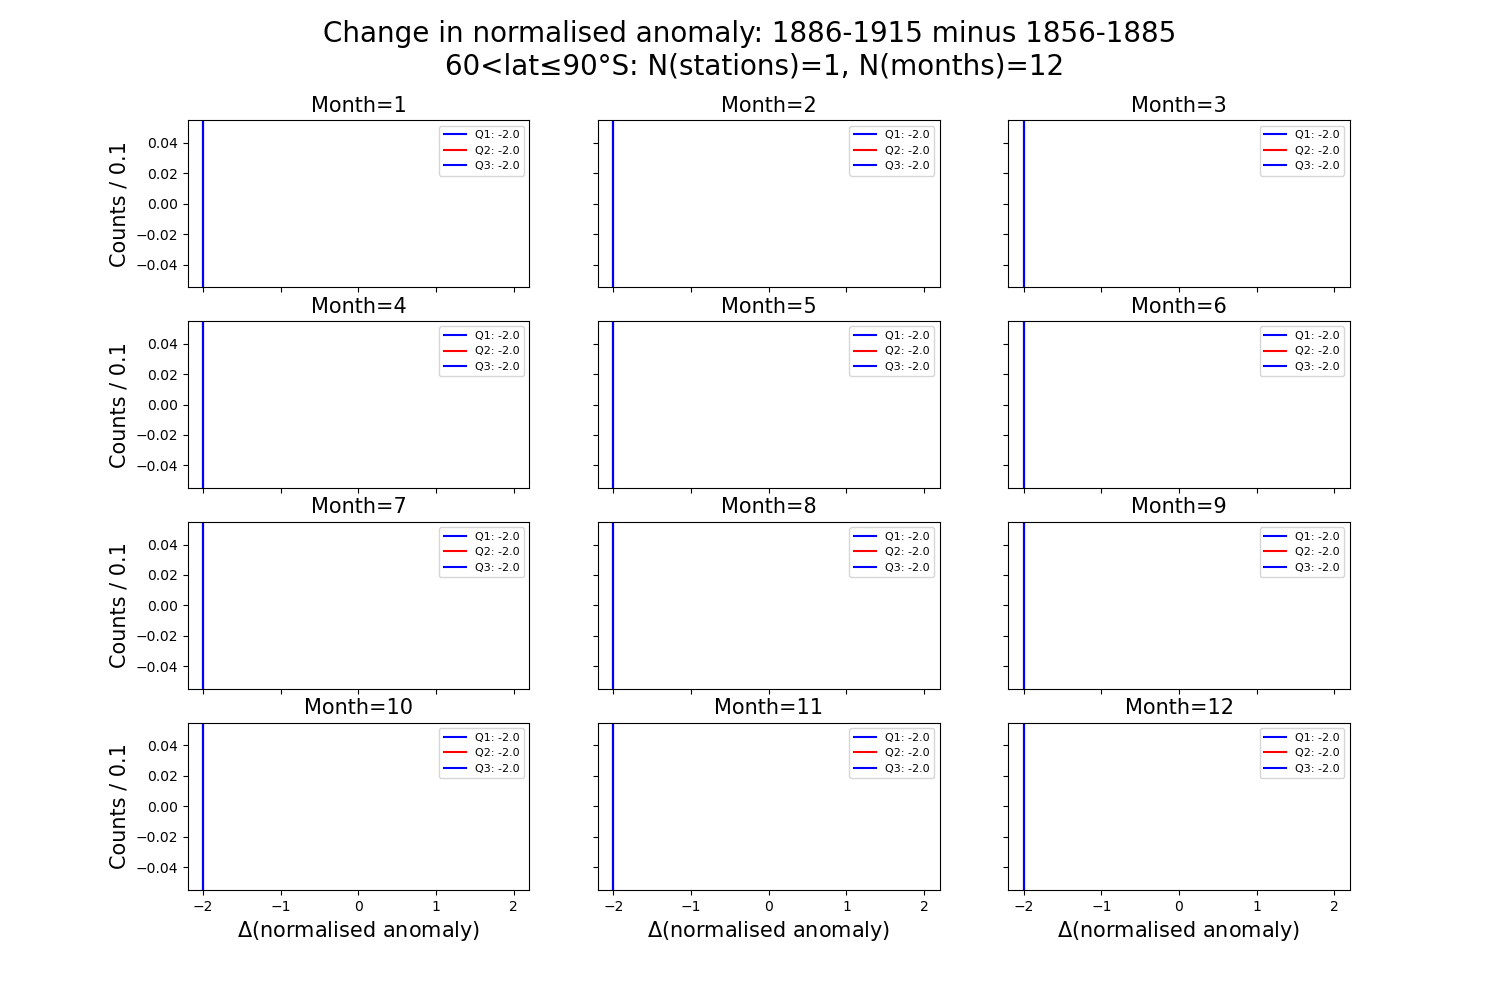 Change in normalised anomaly: 1886-1915 minus 1856-1885
60<lat≤90°S: N(stations)=1, N(months)=12
Month=1
Month=2
Month=3
Counts / 0.1
0.04
0.02
0.00
−0.02
−0.04
Q1: -2.0
Q2: -2.0
Q3: -2.0
Q1: -2.0
Q2: -2.0
Q3: -2.0
Q1: -2.0
Q2: -2.0
Q3: -2.0
Month=4
Month=5
Month=6
Counts / 0.1
0.04
0.02
0.00
−0.02
−0.04
Q1: -2.0
Q2: -2.0
Q3: -2.0
Q1: -2.0
Q2: -2.0
Q3: -2.0
Q1: -2.0
Q2: -2.0
Q3: -2.0
Month=7
Month=8
Month=9
Counts / 0.1
0.04
0.02
0.00
−0.02
−0.04
Q1: -2.0
Q2: -2.0
Q3: -2.0
Q1: -2.0
Q2: -2.0
Q3: -2.0
Q1: -2.0
Q2: -2.0
Q3: -2.0
Month=10
Month=11
Month=12
Counts / 0.1
0.04
0.02
0.00
−0.02
−0.04
Q1: -2.0
Q2: -2.0
Q3: -2.0
Q1: -2.0
Q2: -2.0
Q3: -2.0
Q1: -2.0
Q2: -2.0
Q3: -2.0
−2 −1 0 1 2
−2 −1 0 1 2
−2 −1 0 1 2
Δ(normalised anomaly)
Δ(normalised anomaly)
Δ(normalised anomaly)